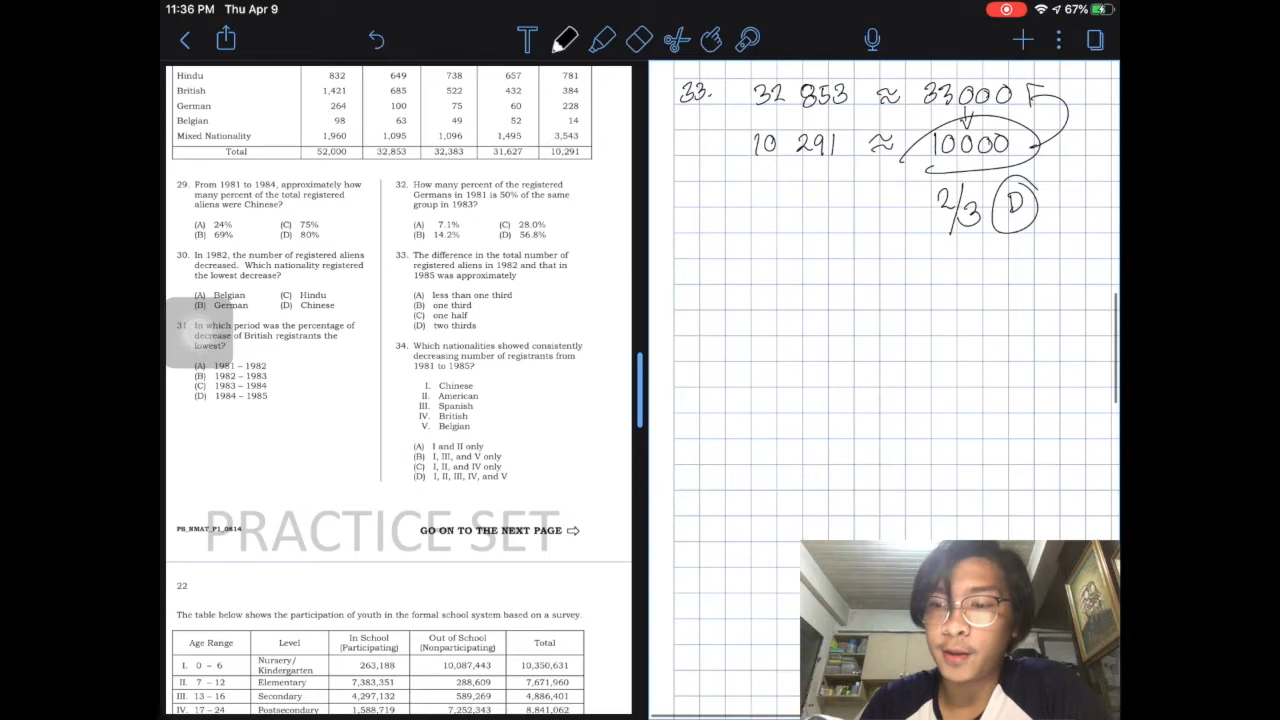 11:36 PM Thu Apr 9
67%
T
Hindu 832 649 738 657 781
British 1,421 685 522 432 384
German 264 100 75 60 228
Belgian 98 63 49 52 14
Mixed Nationality 1,960 1,095 1,096 1,495 3,543
Total 52,000 32,853 32,383 31,627 10,291
29. From 1981 to 1984, approximately how
many percent of the total registered
aliens were Chinese?
(A) 24% (C) 75%
(B) 69% (D) 80%
30. In 1982, the number of registered aliens
decreased. Which nationality registered
the lowest decrease?
(A) Belgian (C) Hindu
(B) German (D) Chinese
31. In which period was the percentage of
decrease of British registrants the
lowest?
(A) 1981 – 1982
(B) 1982 – 1983
(C) 1983 – 1984
(D) 1984 – 1985
32. How many percent of the registered
Germans in 1981 is 50% of the same
group in 1983?
(A) 7.1% (C) 28.0%
(B) 14.2% (D) 56.8%
33. The difference in the total number of
registered aliens in 1982 and that in
1985 was approximately
(A) less than one third
(B) one third
(C) one half
(D) two thirds
34. Which nationalities showed consistently
decreasing number of registrants from
1981 to 1985?
I. Chinese
II. American
III. Spanish
IV. British
V. Belgian
(A) I and II only
(B) I, III, and V only
(C) I, II, and IV only
(D) I, II, III, IV, and V
PS_NMAT_P1_0814
PRACTICE SET
GO ON TO THE NEXT PAGE ⇨
22
The table below shows the participation of youth in the formal school system based on a survey.
Age Range Level In School (Participating) Out of School (Nonparticipating) Total
I. 0 – 6 Nursery/ Kindergarten 263,188 10,087,443 10,350,631
II. 7 – 12 Elementary 7,383,351 288,609 7,671,960
III. 13 – 16 Secondary 4,297,132 589,269 4,886,401
IV. 17 – 24 Postsecondary 1,588,719 7,252,343 8,841,062
33. 32 853 ≈ 33000
10 291 ≈ 10000
2/3 D